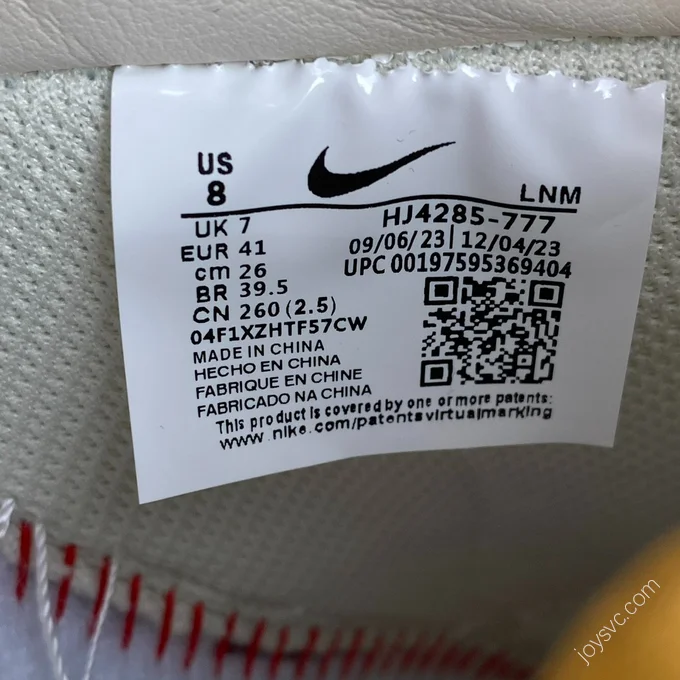 US
8
LNM
UK 7
HJ4285-777
EUR 41
09/06/23 | 12/04/23
cm 26
UPC 00197595369404
BR 39.5
CN 260 (2.5)
04F1XZHTF57CW
MADE IN CHINA
HECHO EN CHINA
FABRIQUE EN CHINE
FABRICADO NA CHINA
This product is covered by one or more patents:
www.nike.com/patentsvirtualmarking
joysvc.com